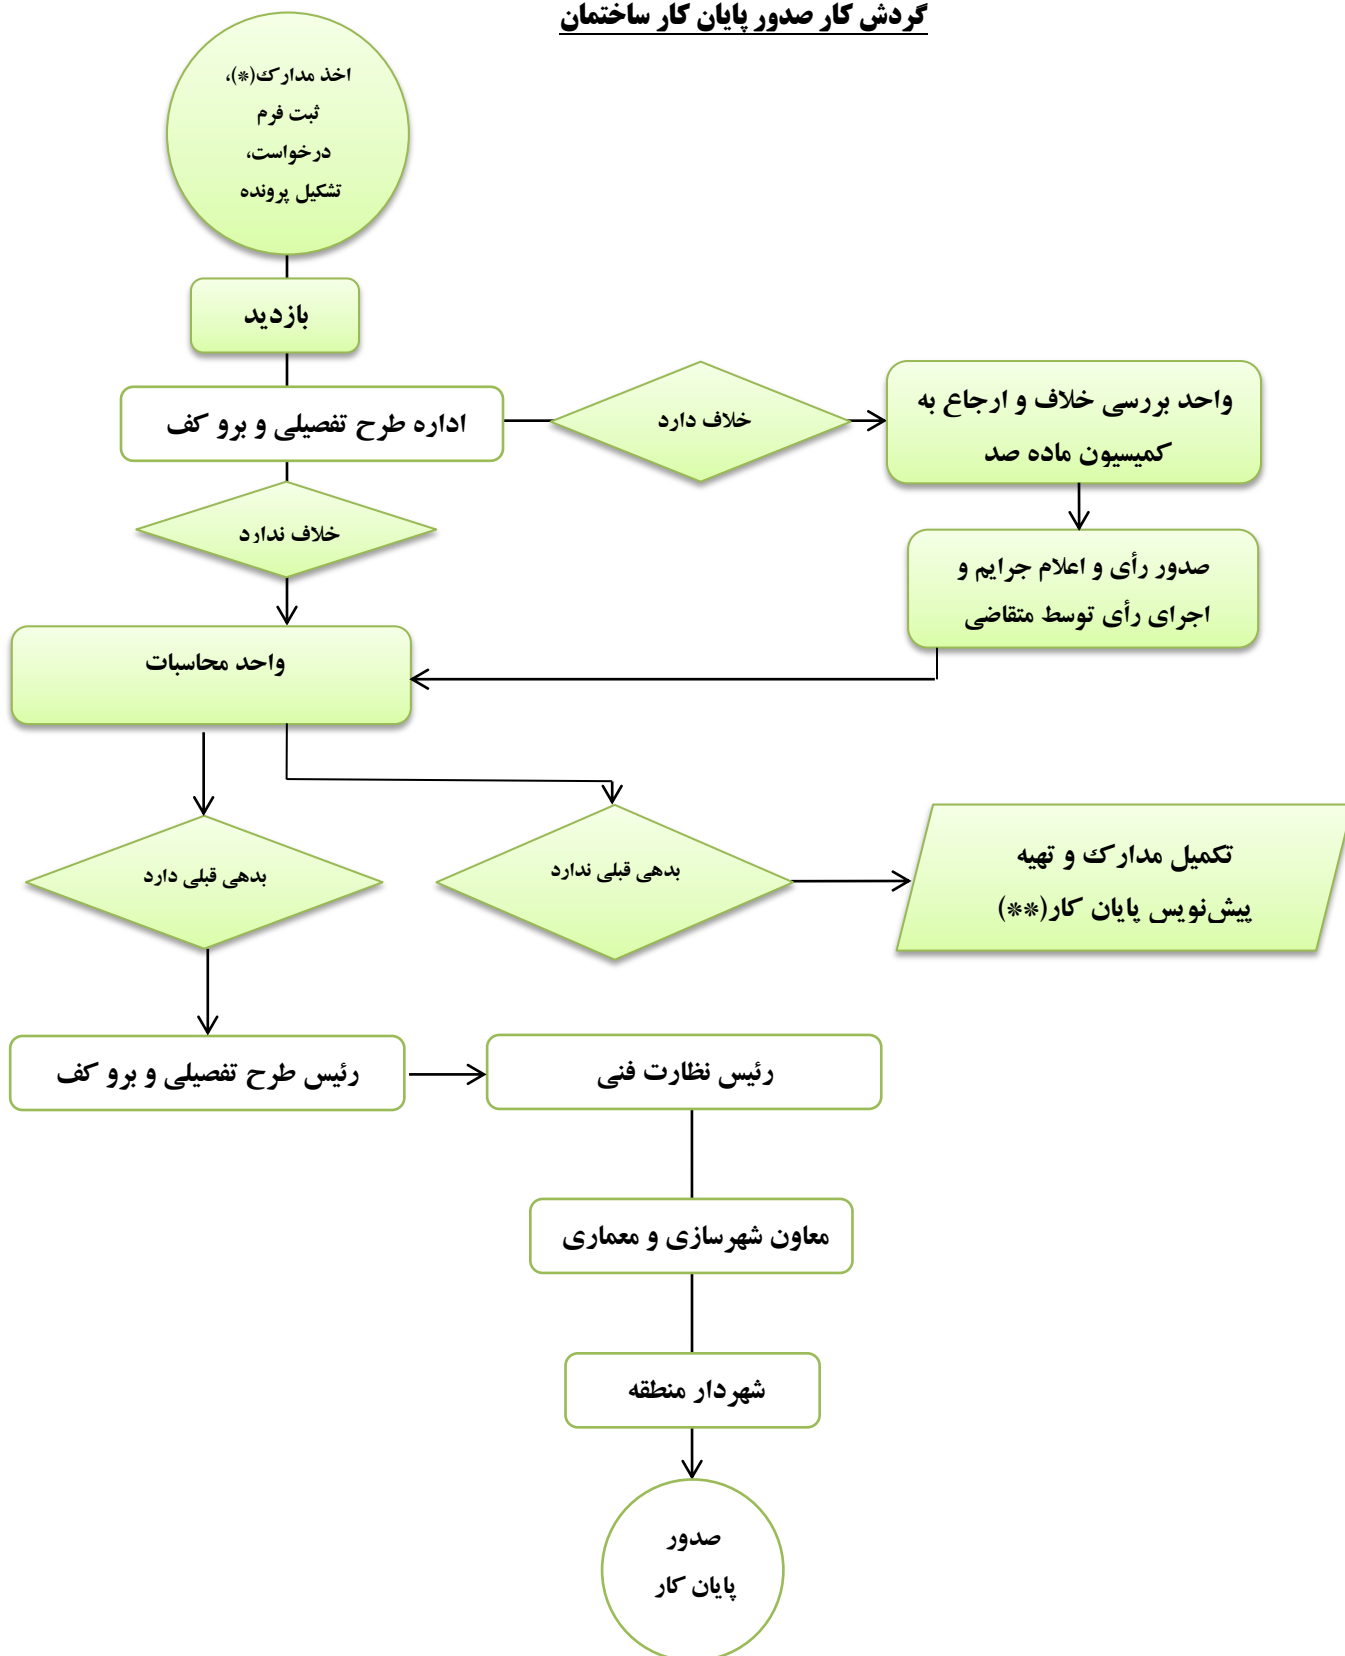 گردش کار صدور پایان کار ساختمان
اخذ مدارک(*)،
ثبت فرم
درخواست،
تشکیل پرونده
بازدید
اداره طرح تفصیلی و برو کف
خلاف دارد
واحد بررسی خلاف و ارجاع به
کمیسیون ماده صد
خلاف ندارد
صدور رأی و اعلام جرایم و
اجرای رأی توسط متقاضی
واحد محاسبات
بدهی قبلی دارد
بدهی قبلی ندارد
تکمیل مدارک و تهیه
پیش‌نویس پایان کار(**)
رئیس طرح تفصیلی و برو کف
رئیس نظارت فنی
معاون شهرسازی و معماری
شهردار منطقه
صدور
پایان کار